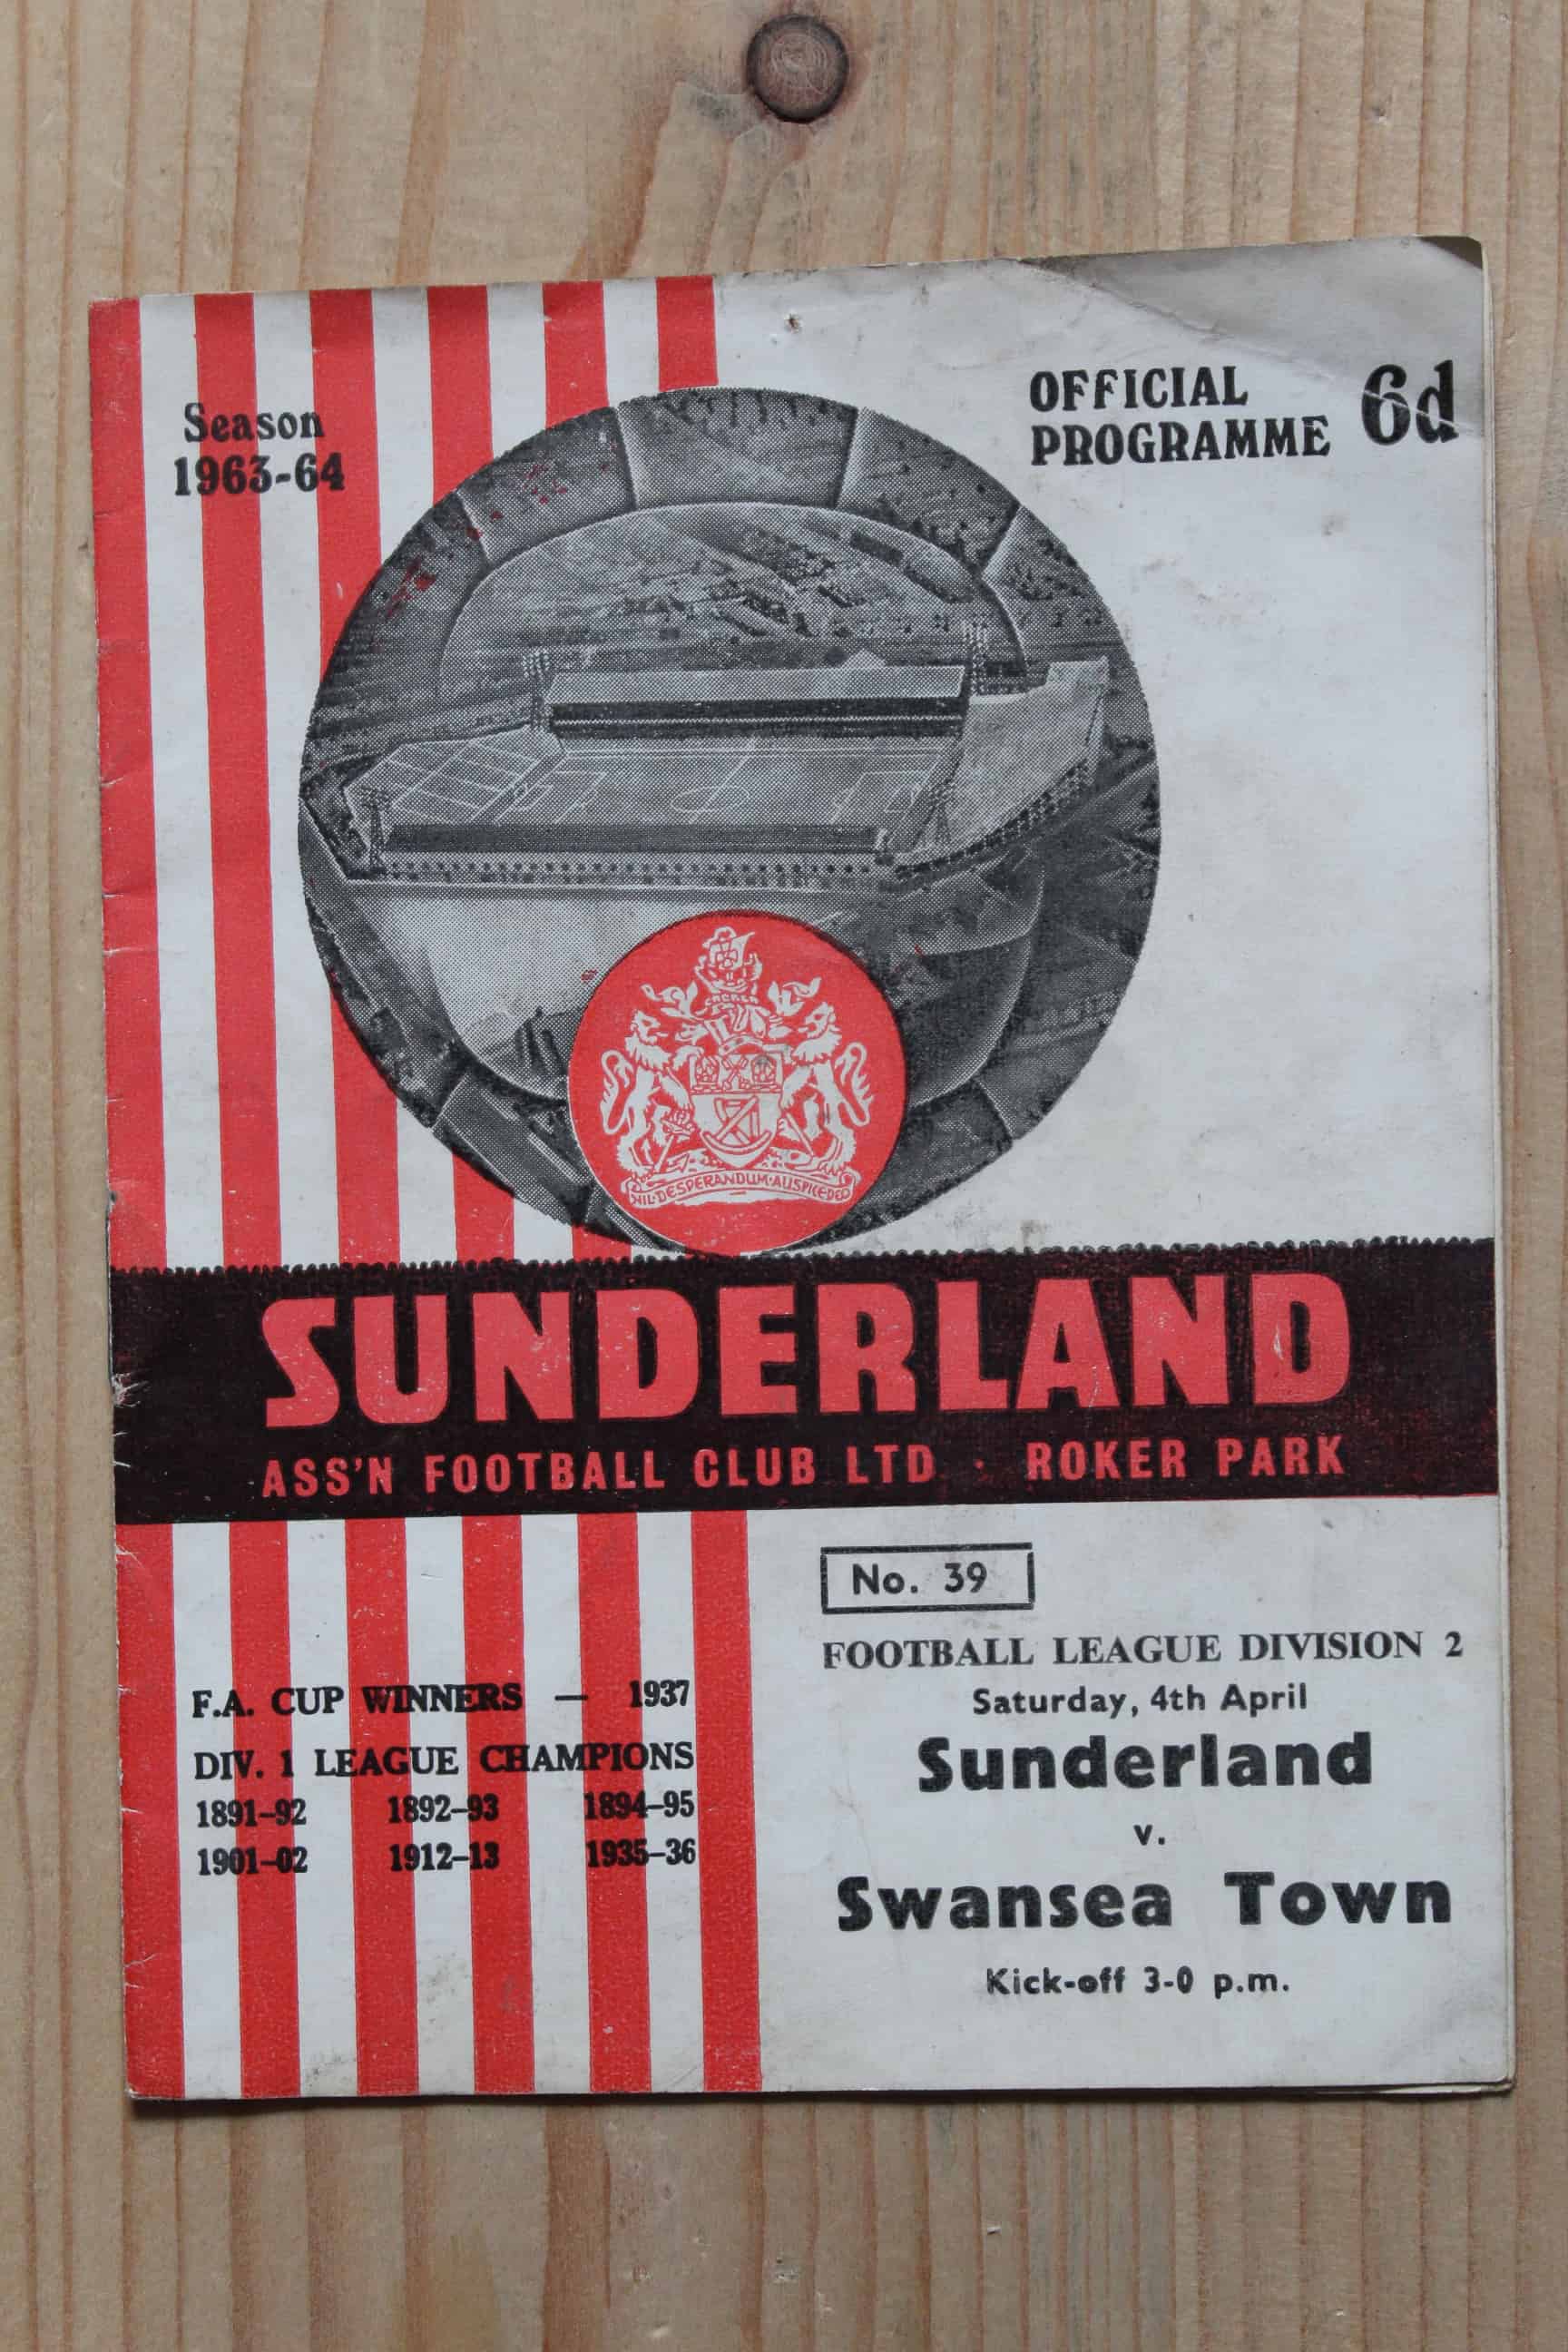 Season
1963-64
OFFICIAL
PROGRAMME 6d
NIL·DESPERANDUM·AUSPICE·DEO
SUNDERLAND
ASS'N FOOTBALL CLUB LTD · ROKER PARK
No. 39
FOOTBALL LEAGUE DIVISION 2
Saturday, 4th April
Sunderland
v.
Swansea Town
Kick-off 3-0 p.m.
F.A. CUP WINNERS — 1937
DIV. 1 LEAGUE CHAMPIONS
1891-92 1892-93 1894-95
1901-02 1912-13 1935-36